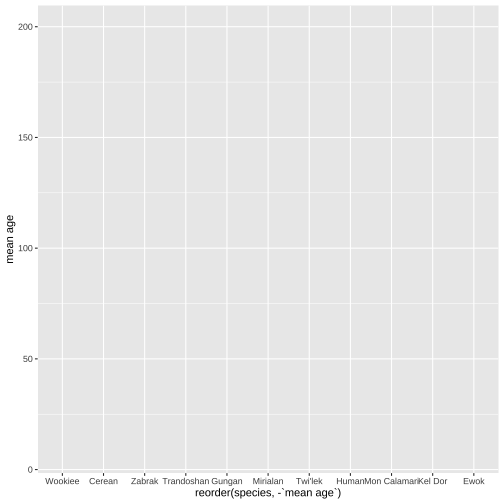 200
150
100
50
0
mean age
Wookiee Cerean Zabrak Trandoshan Gungan Mirialan Twi'lek Human Mon Calamari Kel Dor Ewok
reorder(species, -`mean age`)